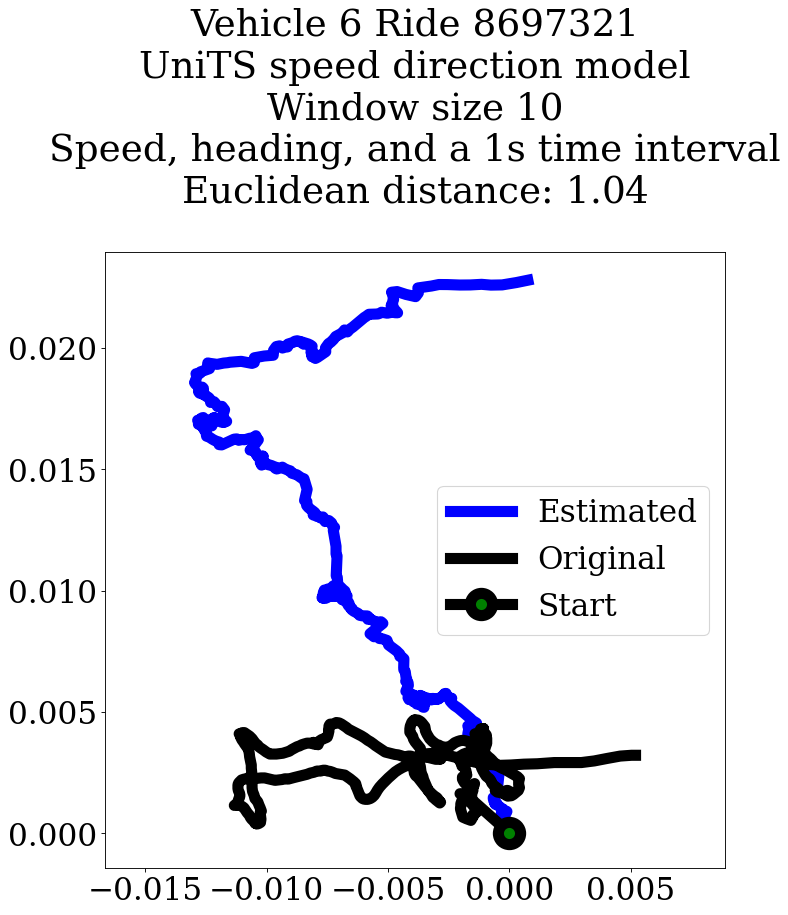 Vehicle 6 Ride 8697321
UniTS speed direction model
Window size 10
Speed, heading, and a 1s time interval
Euclidean distance: 1.04
0.020
0.015
Estimated
Original
Start
0.010
0.005
0.000
−0.015 −0.010 −0.005 0.000 0.005